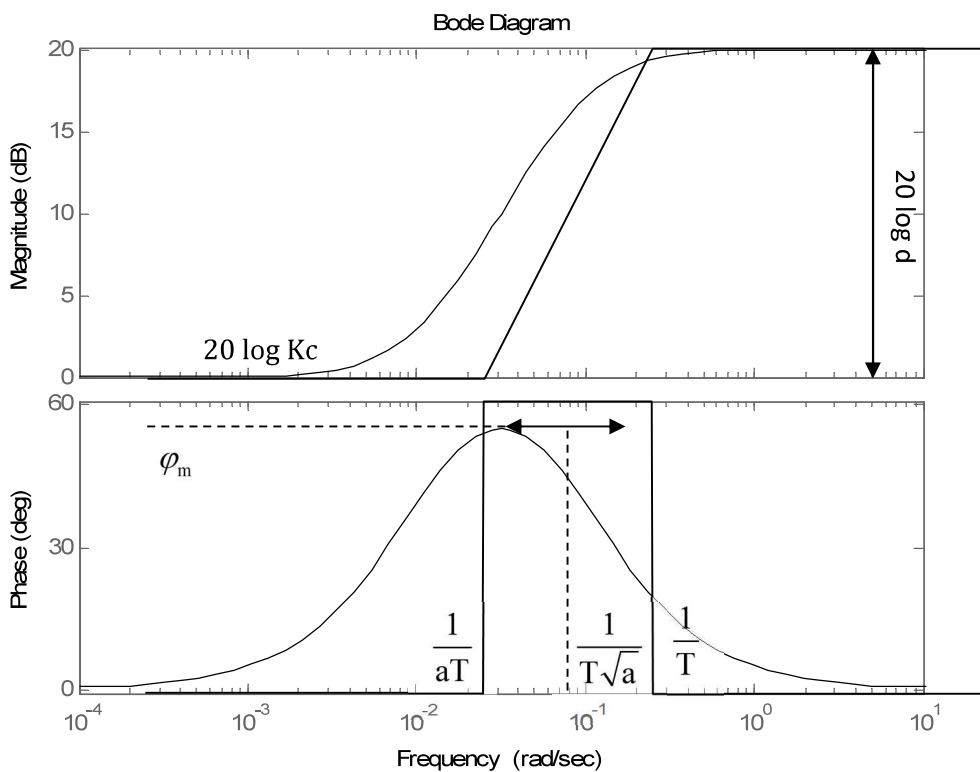 Bode Diagram
20
15
10
5
0
Magnitude (dB)
20 log Kc
20 log d
60
30
0
Phase (deg)
φm
1/aT
1/T√a
1/T
10^-4
10^-3
10^-2
10^-1
10^0
10^1
Frequency (rad/sec)